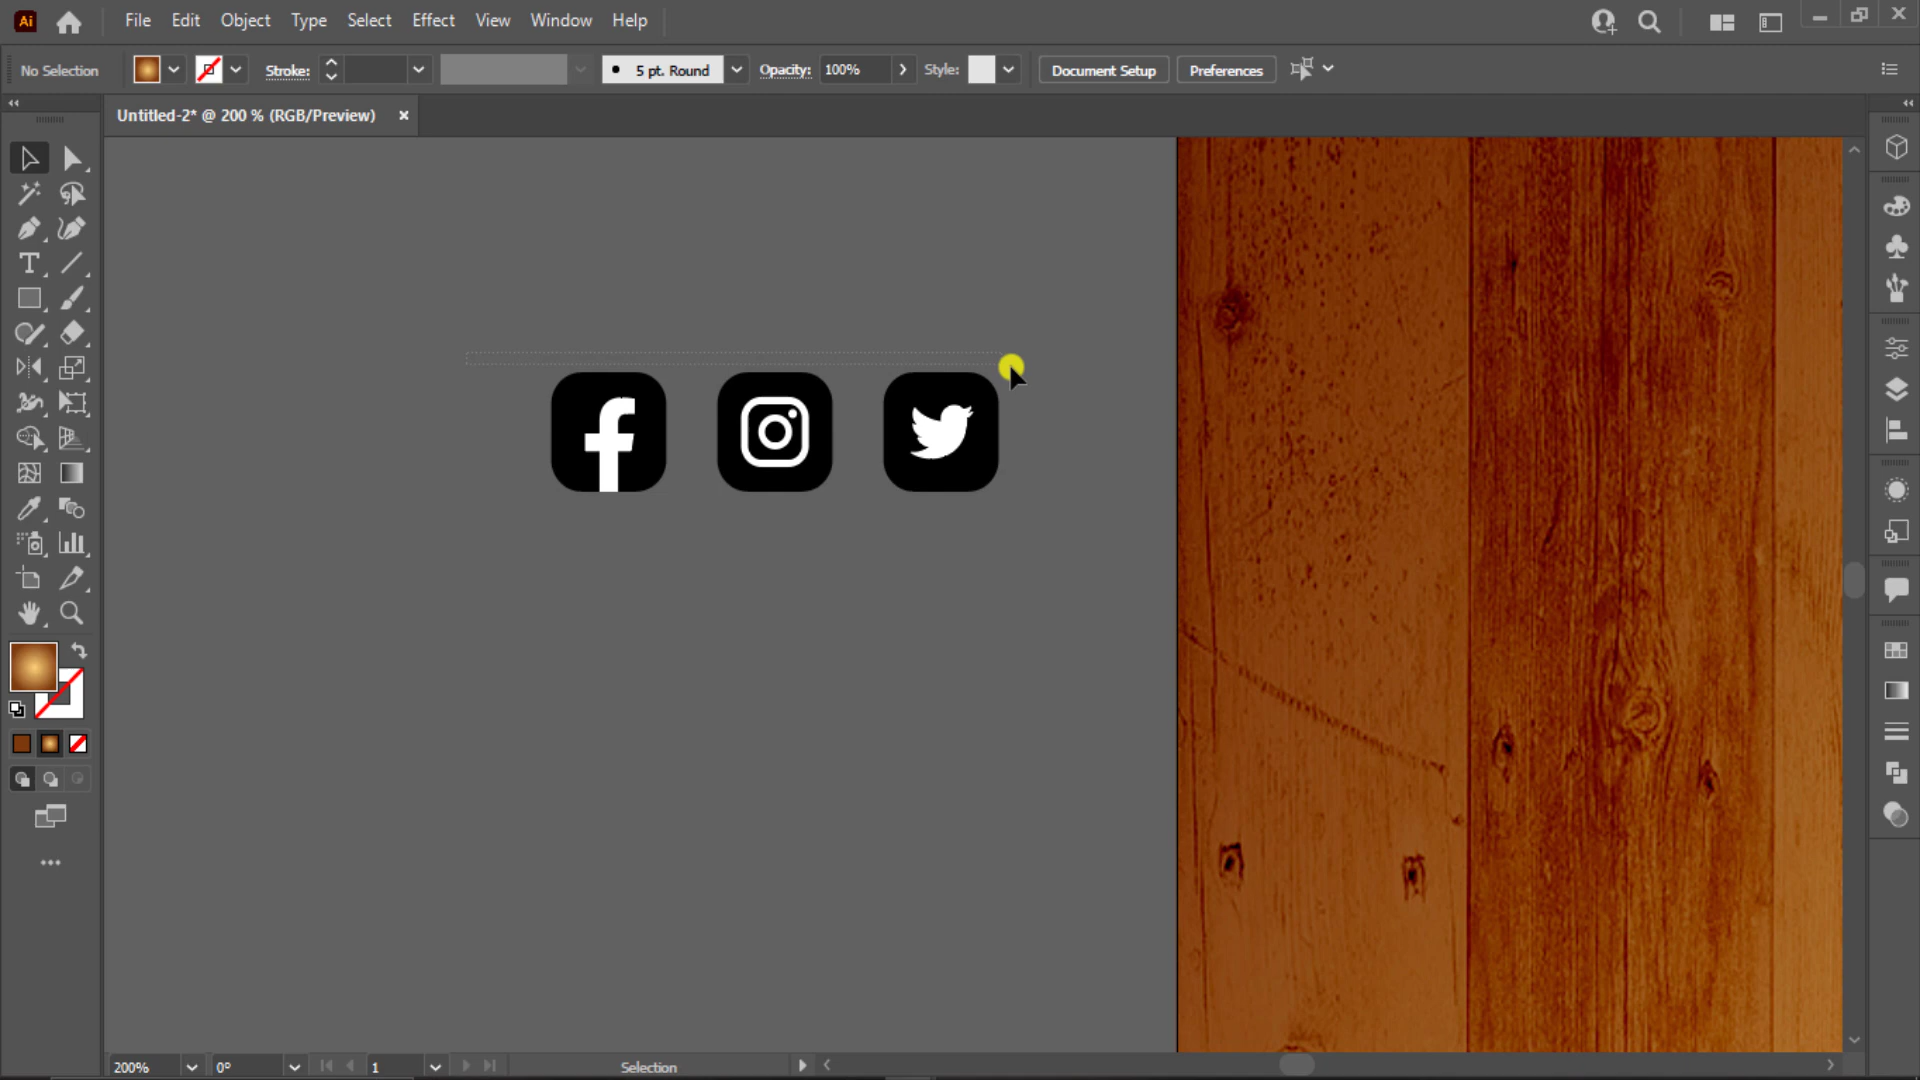 Ai File Edit Object Type Select Effect View Window Help
No Selection Stroke: 5 pt. Round Opacity: 100% Style: Document Setup Preferences
Untitled-2* @ 200 % (RGB/Preview) ×
200% 0° 1 Selection